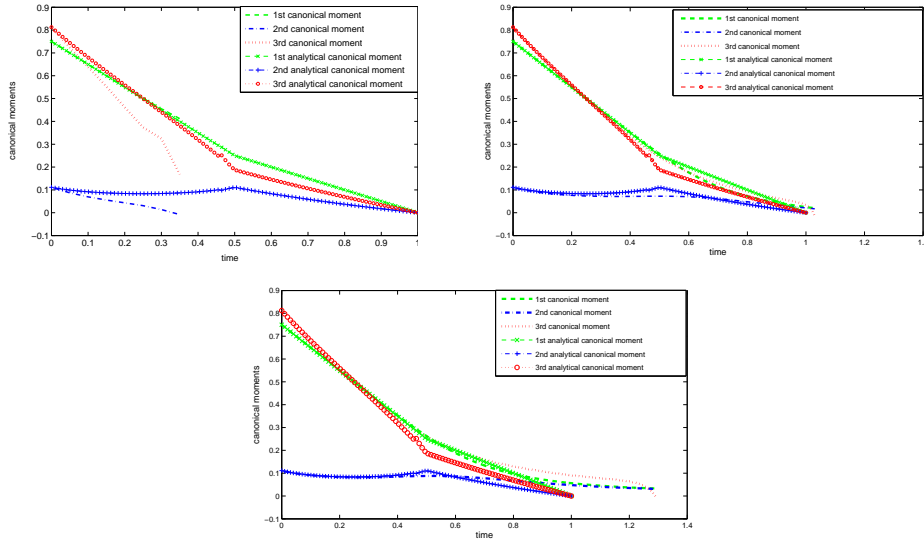 0.9
0.8
0.7
0.6
0.5
0.4
0.3
0.2
0.1
0
−0.1
canonical moments
1st canonical moment
2nd canonical moment
3rd canonical moment
1st analytical canonical moment
2nd analytical canonical moment
3rd analytical canonical moment
0 0.1 0.2 0.3 0.4 0.5 0.6 0.7 0.8 0.9 1
time
0.9
0.8
0.7
0.6
0.5
0.4
0.3
0.2
0.1
0
−0.1
canonical moments
1st canonical moment
2nd canonical moment
3rd canonical moment
1st analytical canonical moment
2nd analytical canonical moment
3rd analytical canonical moment
0 0.2 0.4 0.6 0.8 1 1.2 1.4
time
0.9
0.8
0.7
0.6
0.5
0.4
0.3
0.2
0.1
0
−0.1
canonical moments
1st canonical moment
2nd canonical moment
3rd canonical moment
1st analytical canonical moment
2nd analytical canonical moment
3rd analytical canonical moment
0 0.2 0.4 0.6 0.8 1 1.2 1.4
time